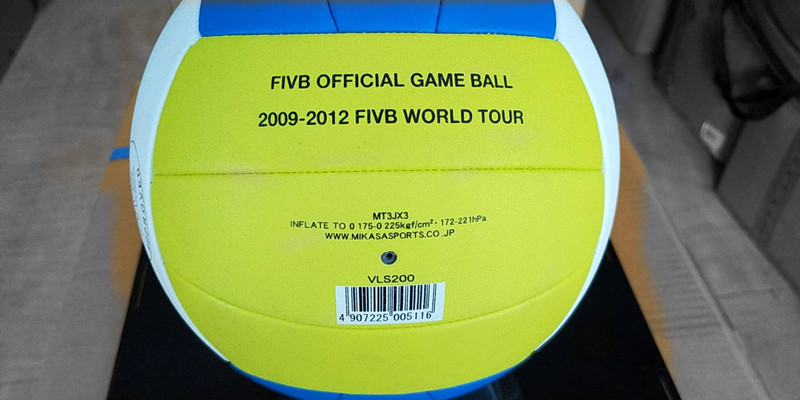 FIVB OFFICIAL GAME BALL
2009-2012 FIVB WORLD TOUR
MT3JX3
INFLATE TO 0 175-0 225kgf/cm²· 172-221hPa
WWW.MIKASASPORTS.CO.JP
VLS200
4 907225 005116